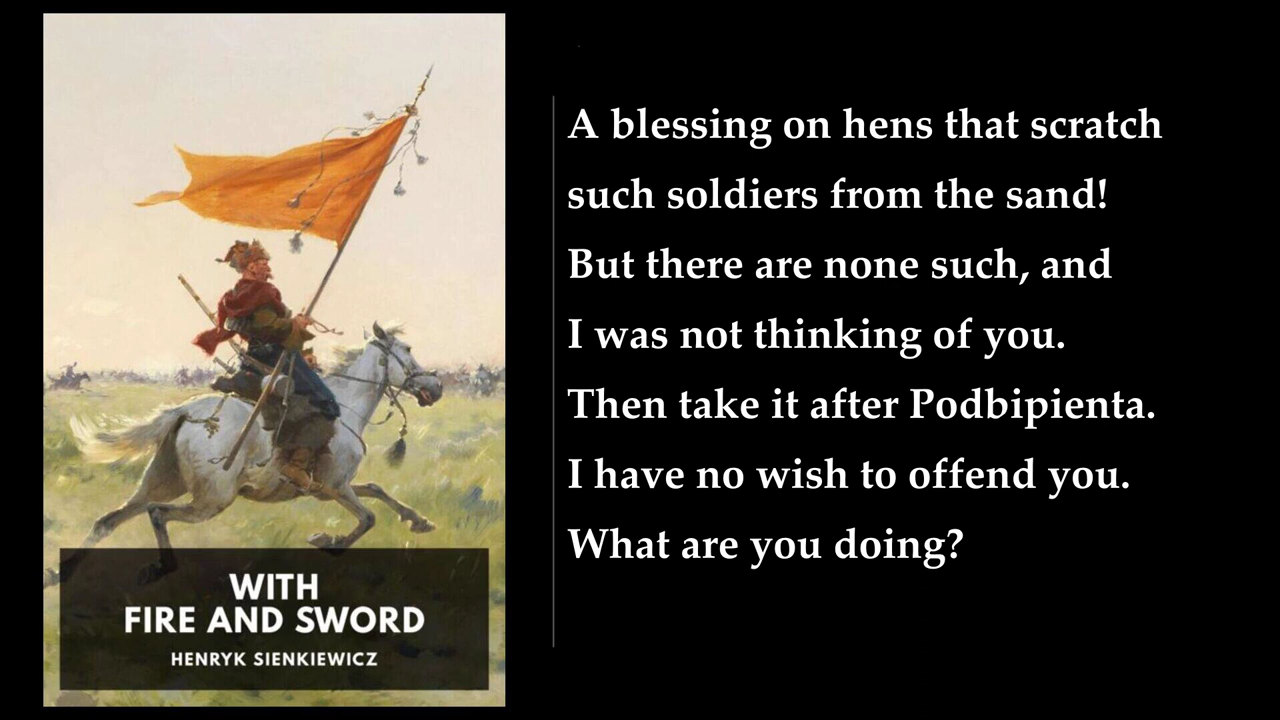 WITH
FIRE AND SWORD
HENRYK SIENKIEWICZ
A blessing on hens that scratch
such soldiers from the sand!
But there are none such, and
I was not thinking of you.
Then take it after Podbipienta.
I have no wish to offend you.
What are you doing?